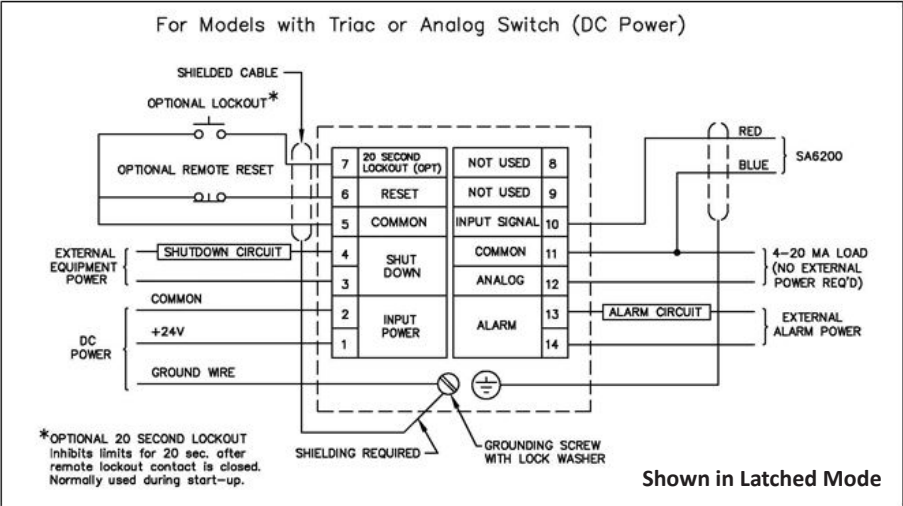 For Models with Triac or Analog Switch (DC Power)
SHIELDED CABLE
OPTIONAL LOCKOUT*
OPTIONAL REMOTE RESET
7
20 SECOND
LOCKOUT (OPT)
6
RESET
5
COMMON
4
SHUT
DOWN
3
2
INPUT
POWER
1
NOT USED
8
NOT USED
9
INPUT SIGNAL
10
COMMON
11
ANALOG
12
ALARM
13
14
RED
BLUE
SA6200
EXTERNAL
EQUIPMENT
POWER
SHUTDOWN CIRCUIT
4-20 MA LOAD
(NO EXTERNAL
POWER REQ'D)
ALARM CIRCUIT
EXTERNAL
ALARM POWER
COMMON
+24V
DC
POWER
GROUND WIRE
*OPTIONAL 20 SECOND LOCKOUT
Inhibits limits for 20 sec. after
remote lockout contact is closed.
Normally used during start-up.
SHIELDING REQUIRED
GROUNDING SCREW
WITH LOCK WASHER
Shown in Latched Mode